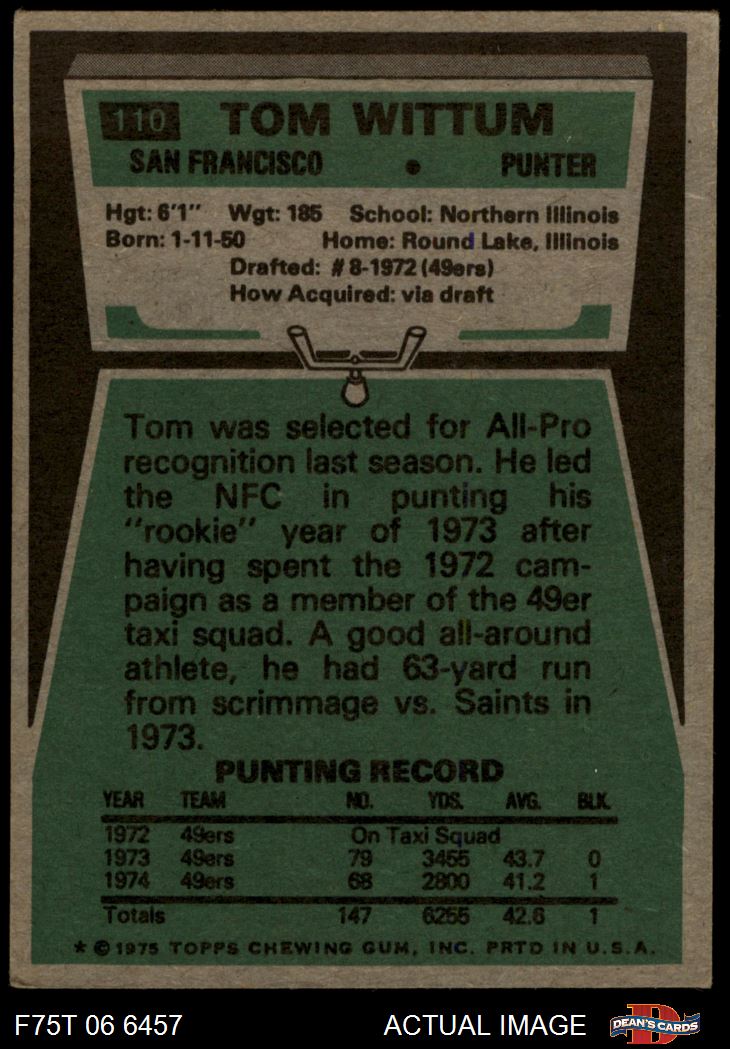 110 TOM WITTUM
SAN FRANCISCO • PUNTER
Hgt: 6'1" Wgt: 185 School: Northern Illinois
Born: 1-11-50 Home: Round Lake, Illinois
Drafted: #8-1972 (49ers)
How Acquired: via draft
Tom was selected for All-Pro
recognition last season. He led
the NFC in punting his
"rookie" year of 1973 after
having spent the 1972 cam-
paign as a member of the 49er
taxi squad. A good all-around
athlete, he had 63-yard run
from scrimmage vs. Saints in
1973.
PUNTING RECORD
YEAR TEAM NO. YDS. AVG. BLK.
1972 49ers On Taxi Squad
1973 49ers 79 3455 43.7 0
1974 49ers 68 2800 41.2 1
Totals 147 6255 42.6 1
* © 1975 TOPPS CHEWING GUM, INC. PRTD IN U.S.A.
F75T 06 6457 ACTUAL IMAGE D DEAN'S CARDS